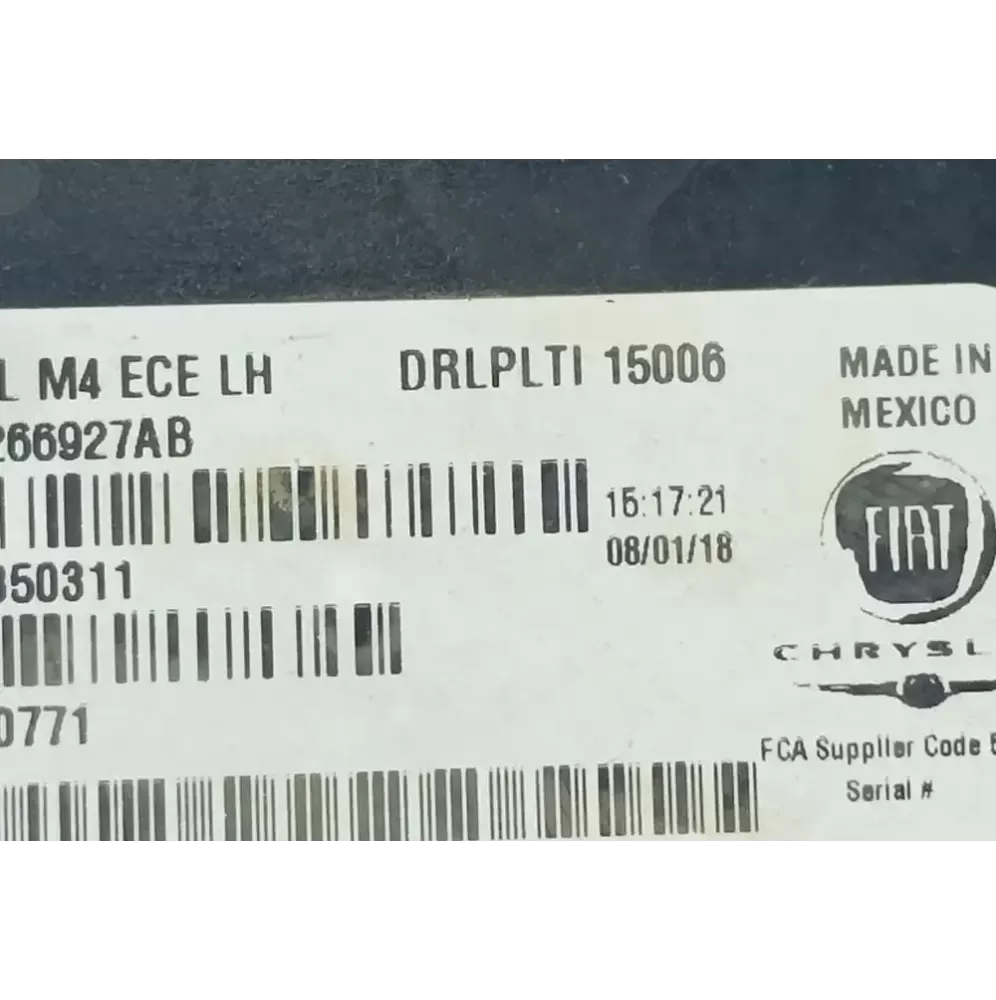 L M4 ECE LH
DRLPLTI 15006
266927AB
15:17:21
08/01/18
350311
0771
MADE IN
MEXICO
FIAT
CHRYSL
FCA Supplier Code
Serial #